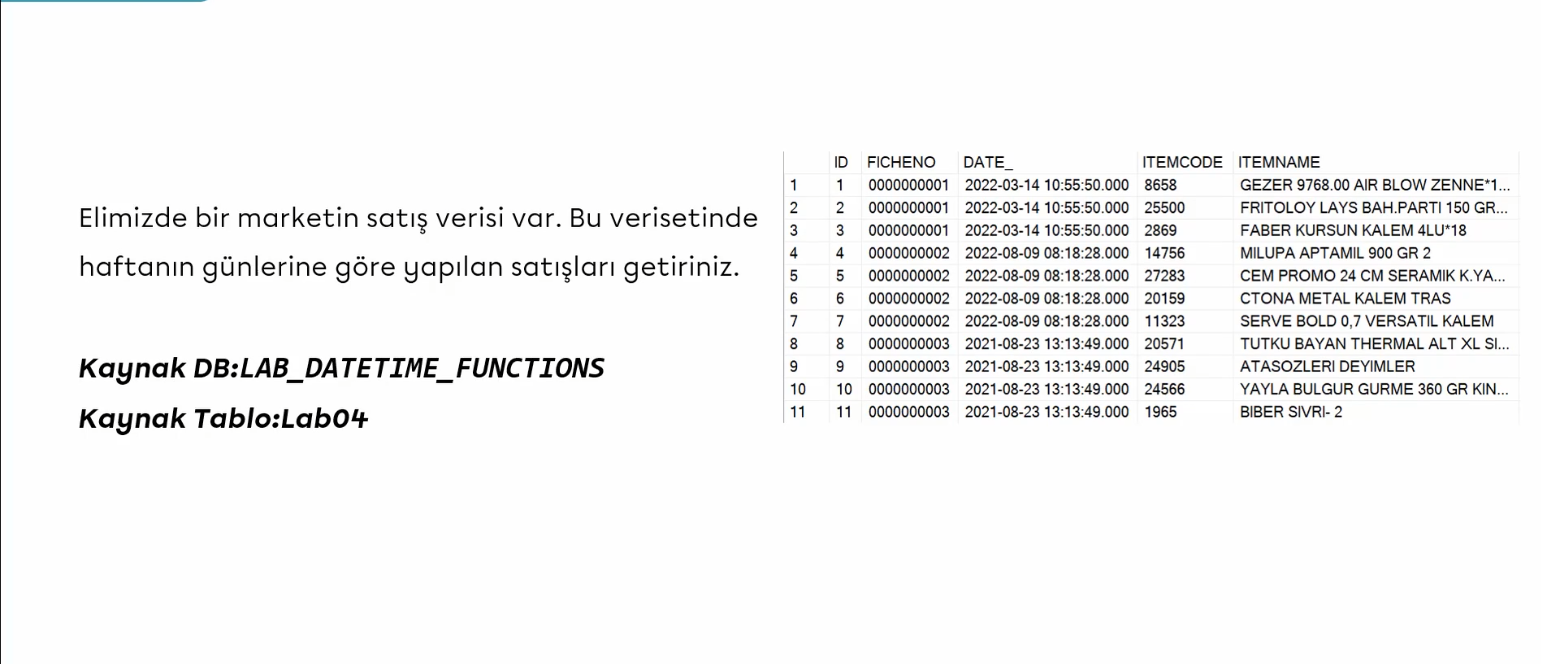 Elimizde bir marketin satış verisi var. Bu verisetinde
haftanın günlerine göre yapılan satışları getiriniz.
Kaynak DB:LAB_DATETIME_FUNCTIONS
Kaynak Tablo:Lab04
ID FICHENO DATE_ ITEMCODE ITEMNAME
1 1 0000000001 2022-03-14 10:55:50.000 8658 GEZER 9768.00 AIR BLOW ZENNE*1...
2 2 0000000001 2022-03-14 10:55:50.000 25500 FRITOLOY LAYS BAH.PARTI 150 GR...
3 3 0000000001 2022-03-14 10:55:50.000 2869 FABER KURSUN KALEM 4LU*18
4 4 0000000002 2022-08-09 08:18:28.000 14756 MILUPA APTAMIL 900 GR 2
5 5 0000000002 2022-08-09 08:18:28.000 27283 CEM PROMO 24 CM SERAMIK K.YA...
6 6 0000000002 2022-08-09 08:18:28.000 20159 CTONA METAL KALEM TRAS
7 7 0000000002 2022-08-09 08:18:28.000 11323 SERVE BOLD 0,7 VERSATIL KALEM
8 8 0000000003 2021-08-23 13:13:49.000 20571 TUTKU BAYAN THERMAL ALT XL SI...
9 9 0000000003 2021-08-23 13:13:49.000 24905 ATASOZLERI DEYIMLER
10 10 0000000003 2021-08-23 13:13:49.000 24566 YAYLA BULGUR GURME 360 GR KIN...
11 11 0000000003 2021-08-23 13:13:49.000 1965 BIBER SIVRI- 2